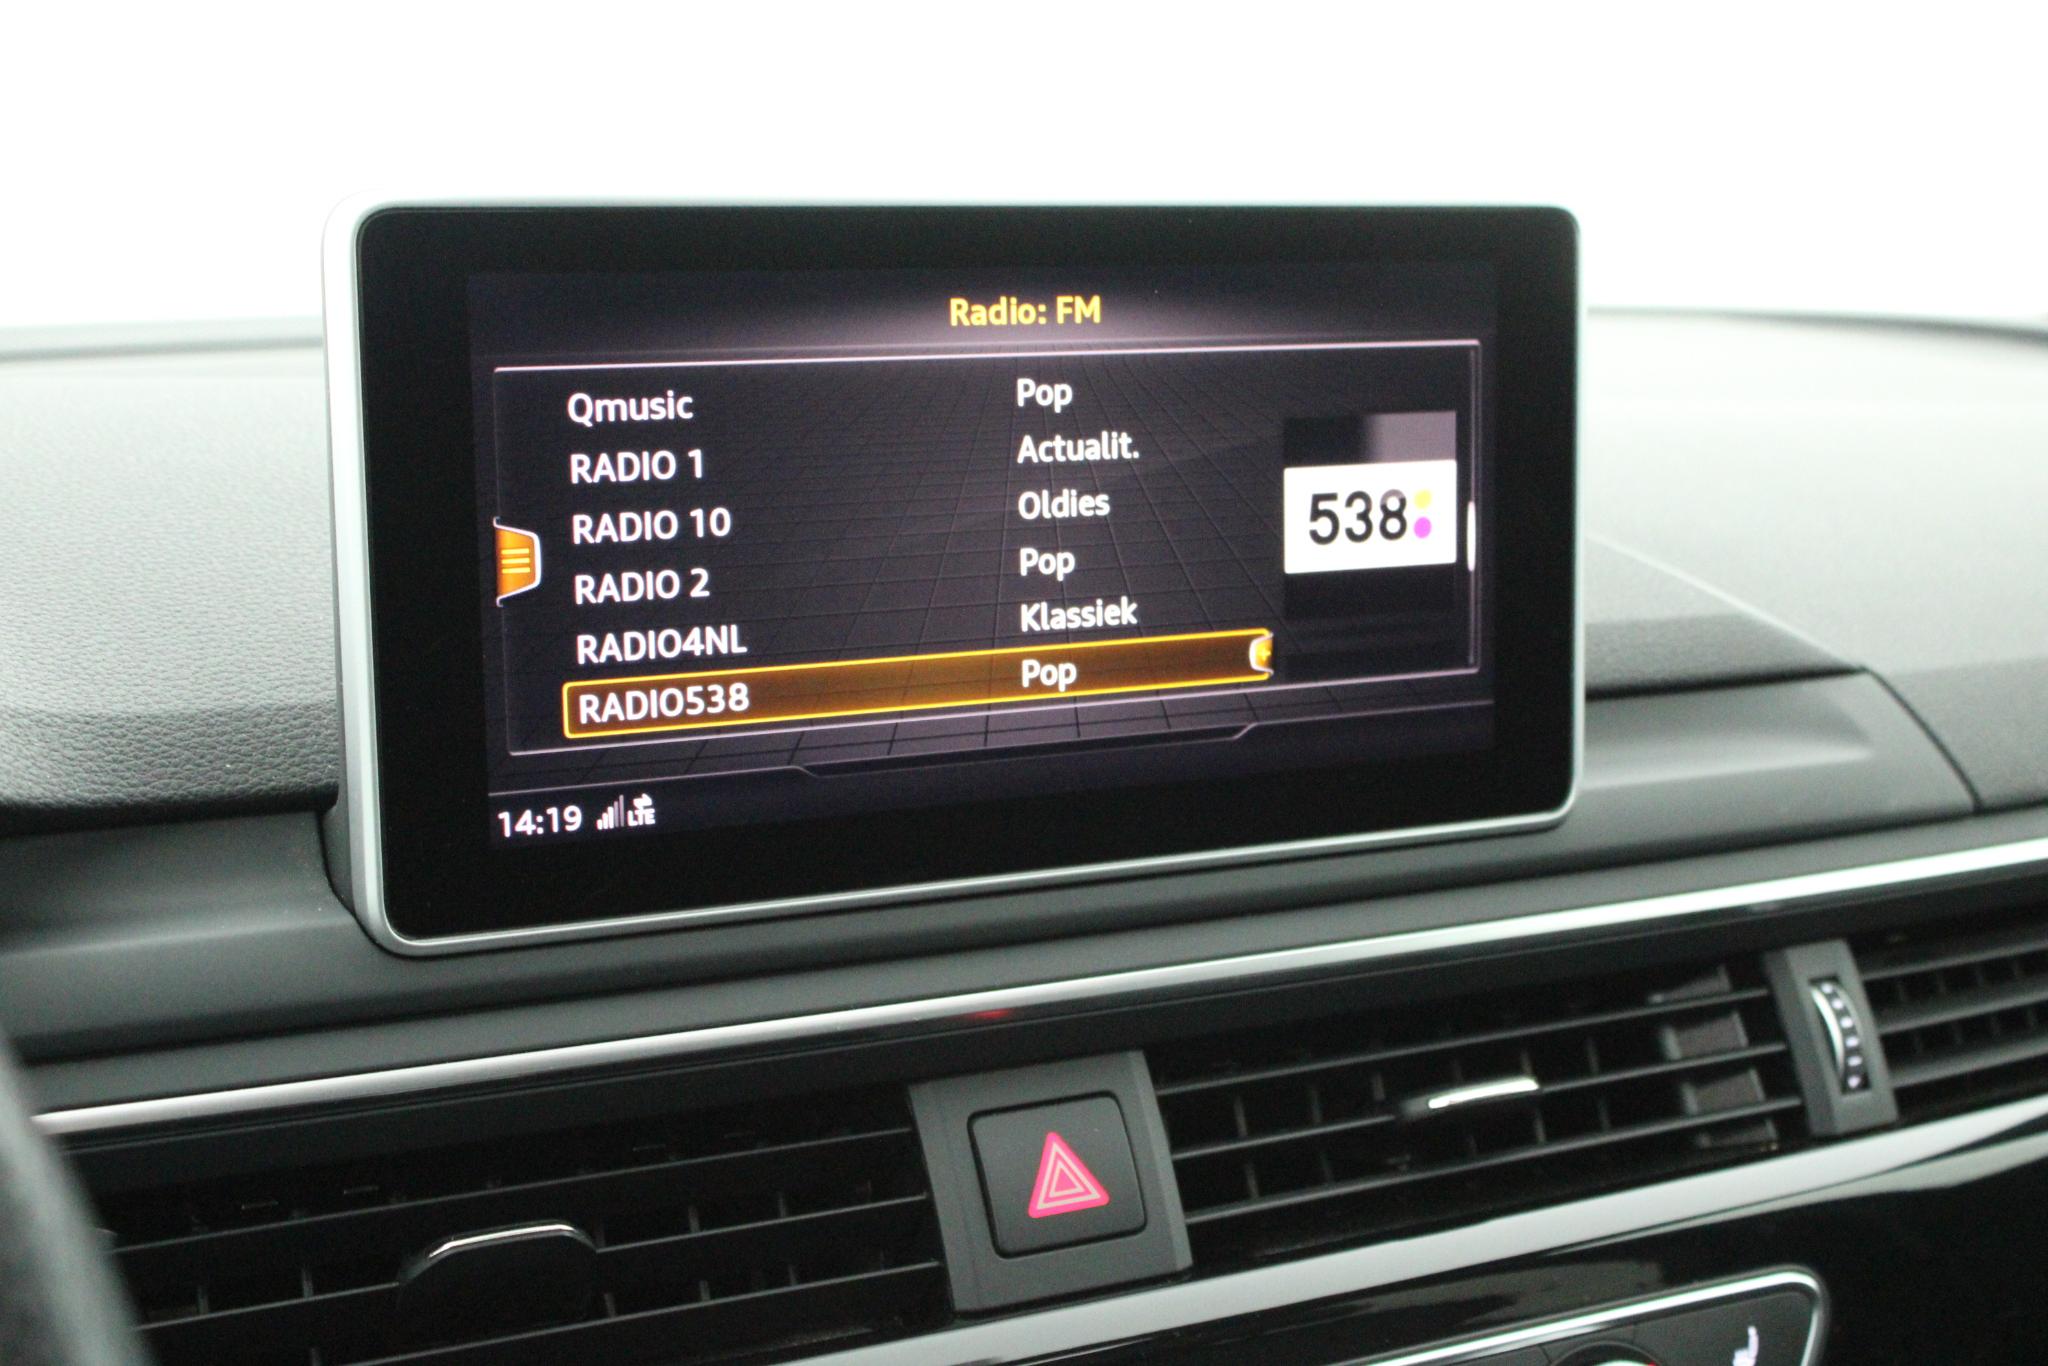 Radio: FM
Qmusic Pop
RADIO 1 Actualit.
RADIO 10 Oldies
RADIO 2 Pop
RADIO4NL Klassiek
RADIO538 Pop
538
14:19 LTE